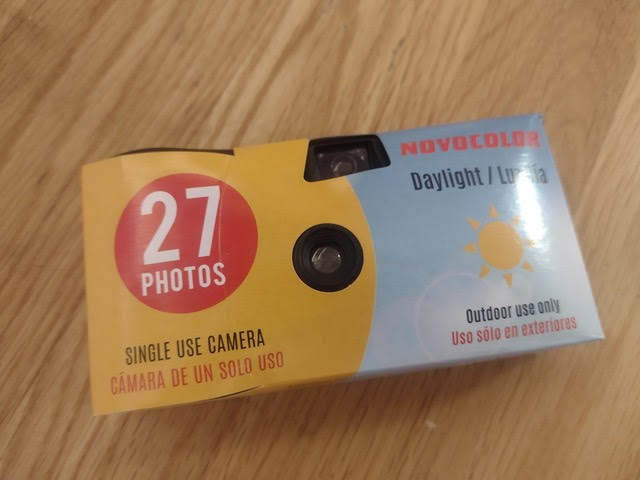 27
PHOTOS
SINGLE USE CAMERA
CÁMARA DE UN SOLO USO
NOVOCOLOR
Daylight /
Outdoor use only
Uso sólo en exteriores